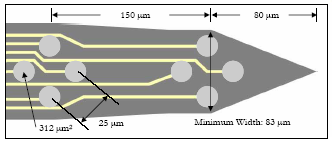 150 µm
80 µm
312 µm²
25 µm
Minimum Width: 83 µm